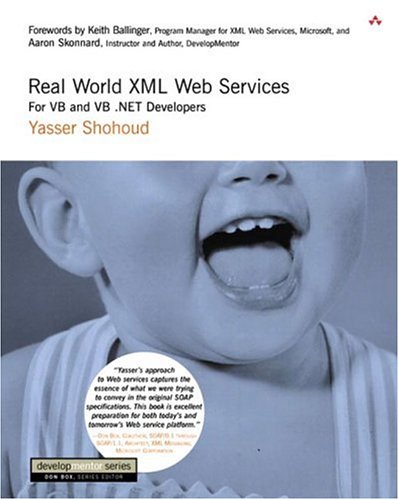 Forewords by Keith Ballinger, Program Manager for XML Web Services, Microsoft, and
Aaron Skonnard, Instructor and Author, DevelopMentor
Real World XML Web Services
For VB and VB .NET Developers
Yasser Shohoud
"Yasser's approach
to Web services captures the
essence of what we were trying
to convey in the original SOAP
specifications. This book is excellent
preparation for both today's and
tomorrow's Web service platform."
—DON BOX, COAUTHOR, SOAP/0.1 THROUGH
SOAP/1.1, ARCHITECT, XML MESSAGING,
MICROSOFT CORPORATION
developmentor series
DON BOX, SERIES EDITOR